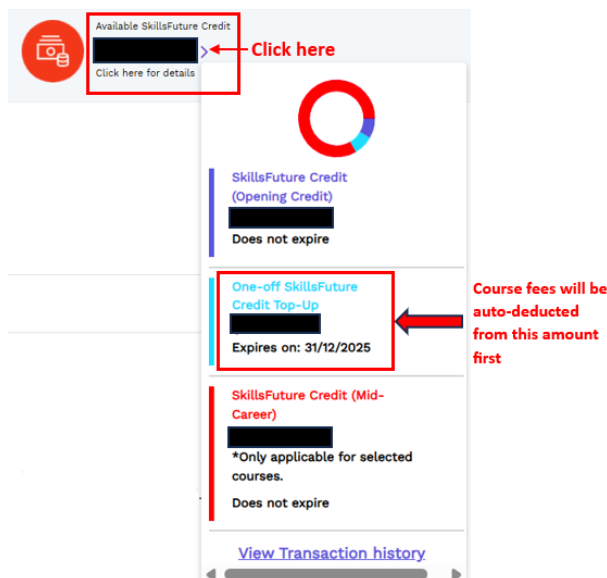 Available SkillsFuture Credit
Click here
Click here for details
SkillsFuture Credit
(Opening Credit)
Does not expire
One-off SkillsFuture
Credit Top-Up
Expires on: 31/12/2025
Course fees will be
auto-deducted
from this amount
first
SkillsFuture Credit (Mid-
Career)
*Only applicable for selected
courses.
Does not expire
View Transaction history